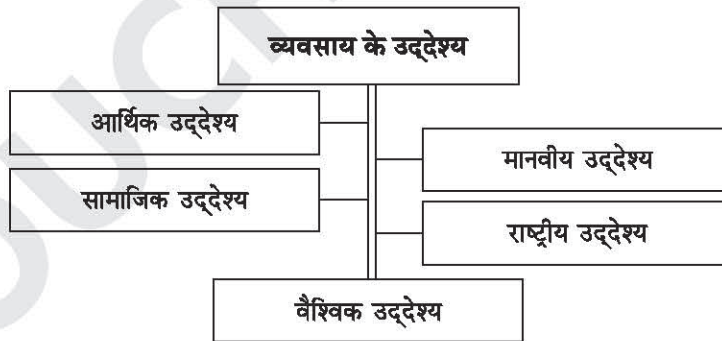 व्यवसाय के उद्देश्य
आर्थिक उद्देश्य
मानवीय उद्देश्य
सामाजिक उद्देश्य
राष्ट्रीय उद्देश्य
वैश्विक उद्देश्य